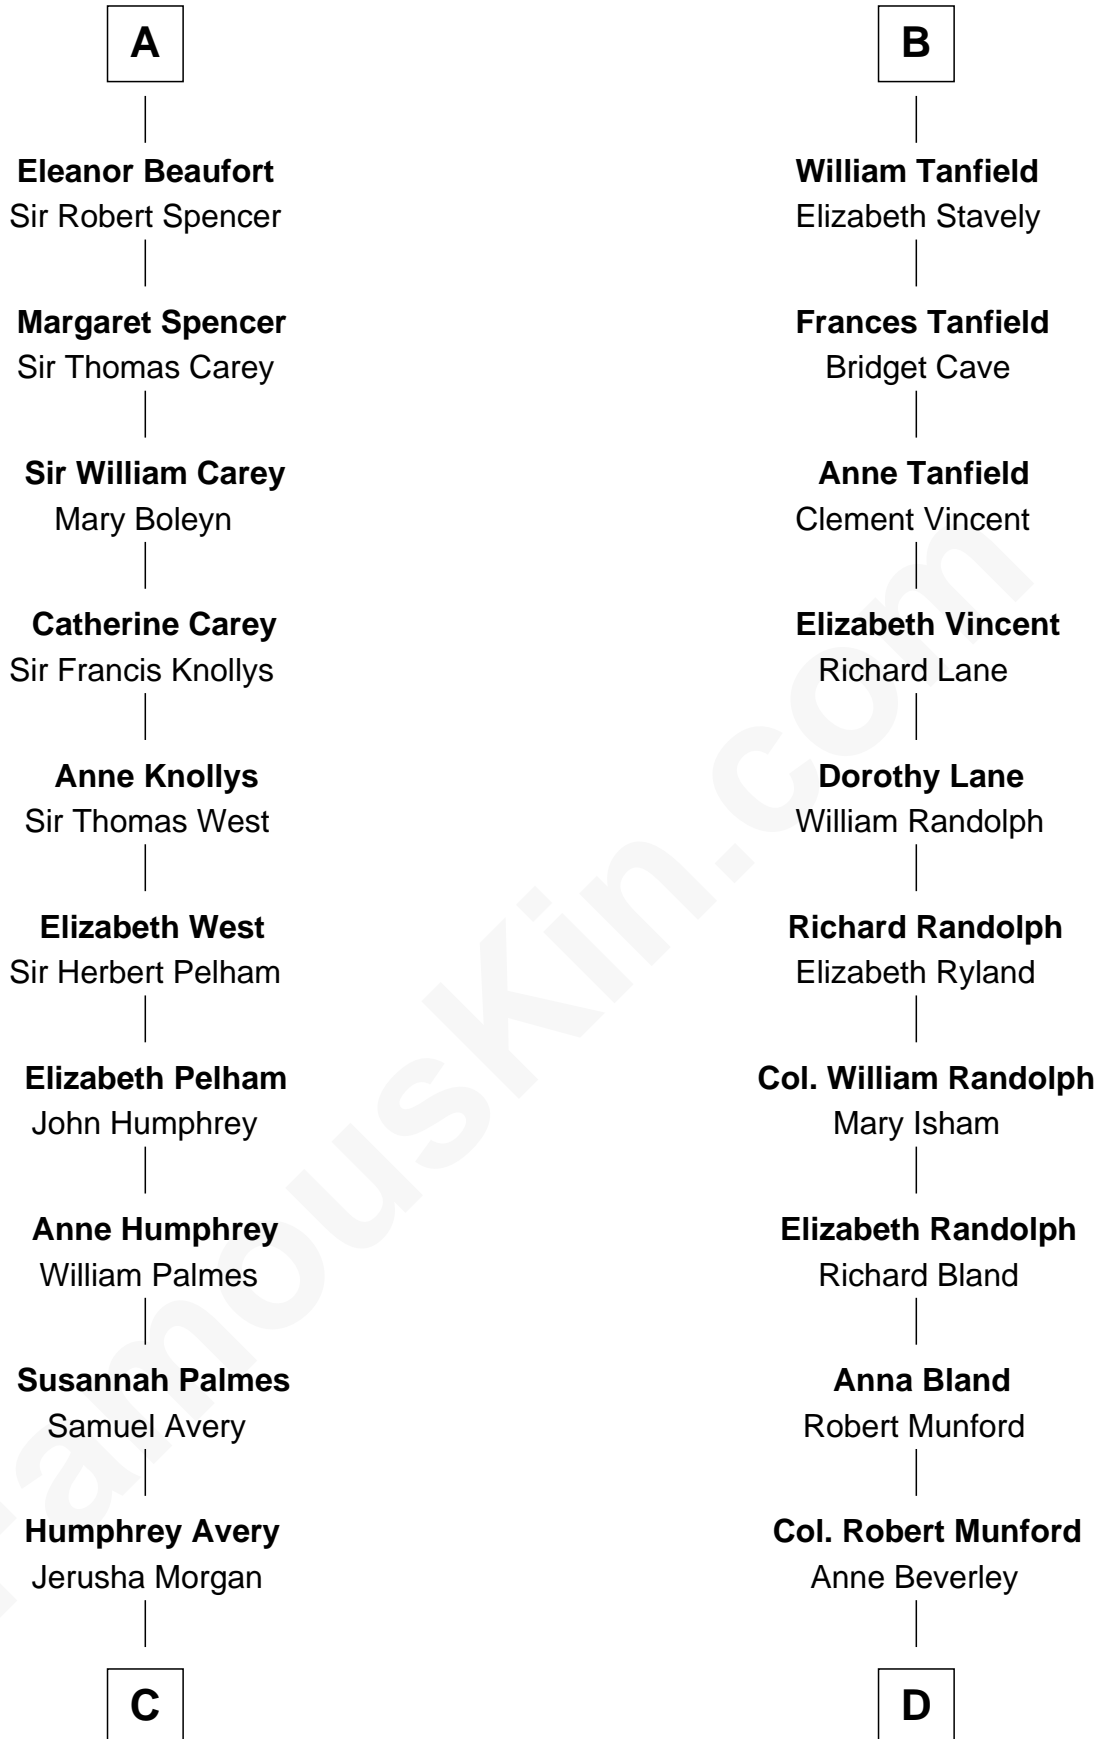 A
Eleanor Beaufort
Sir Robert Spencer
Margaret Spencer
Sir Thomas Carey
Sir William Carey
Mary Boleyn
Catherine Carey
Sir Francis Knollys
Anne Knollys
Sir Thomas West
Elizabeth West
Sir Herbert Pelham
Elizabeth Pelham
John Humphrey
Anne Humphrey
William Palmes
Susannah Palmes
Samuel Avery
Humphrey Avery
Jerusha Morgan
C
B
William Tanfield
Elizabeth Stavely
Frances Tanfield
Bridget Cave
Anne Tanfield
Clement Vincent
Elizabeth Vincent
Richard Lane
Dorothy Lane
William Randolph
Richard Randolph
Elizabeth Ryland
Col. William Randolph
Mary Isham
Elizabeth Randolph
Richard Bland
Anna Bland
Robert Munford
Col. Robert Munford
Anne Beverley
D
FamousKin.com